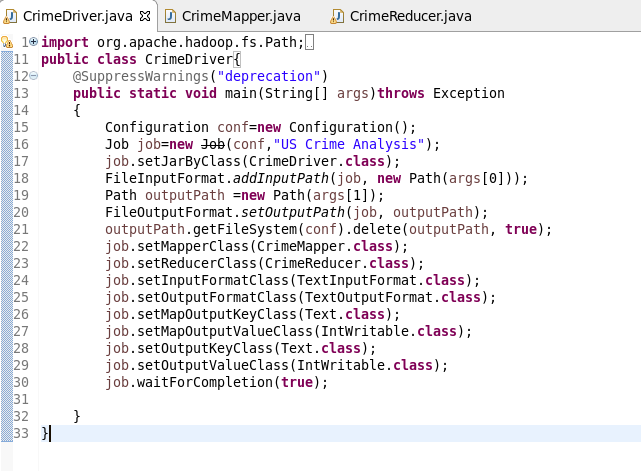 CrimeDriver.java CrimeMapper.java CrimeReducer.java
1 import org.apache.hadoop.fs.Path;
11 public class CrimeDriver{
12     @SuppressWarnings("deprecation")
13     public static void main(String[] args)throws Exception
14     {
15         Configuration conf=new Configuration();
16         Job job=new Job(conf,"US Crime Analysis");
17         job.setJarByClass(CrimeDriver.class);
18         FileInputFormat.addInputPath(job, new Path(args[0]));
19         Path outputPath =new Path(args[1]);
20         FileOutputFormat.setOutputPath(job, outputPath);
21         outputPath.getFileSystem(conf).delete(outputPath, true);
22         job.setMapperClass(CrimeMapper.class);
23         job.setReducerClass(CrimeReducer.class);
24         job.setInputFormatClass(TextInputFormat.class);
25         job.setOutputFormatClass(TextOutputFormat.class);
26         job.setMapOutputKeyClass(Text.class);
27         job.setMapOutputValueClass(IntWritable.class);
28         job.setOutputKeyClass(Text.class);
29         job.setOutputValueClass(IntWritable.class);
30         job.waitForCompletion(true);
31
32     }
33 }